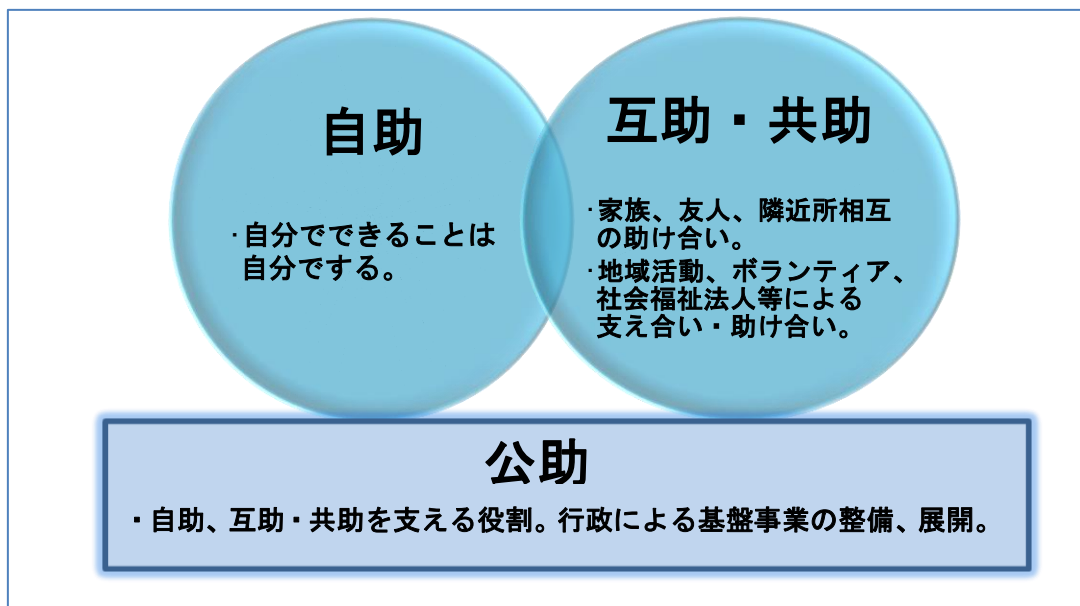 自助
・自分でできることは
自分でする。
互助・共助
・家族、友人、隣近所相互
の助け合い。
・地域活動、ボランティア、
社会福祉法人等による
支え合い・助け合い。
公助
・自助、互助・共助を支える役割。行政による基盤事業の整備、展開。